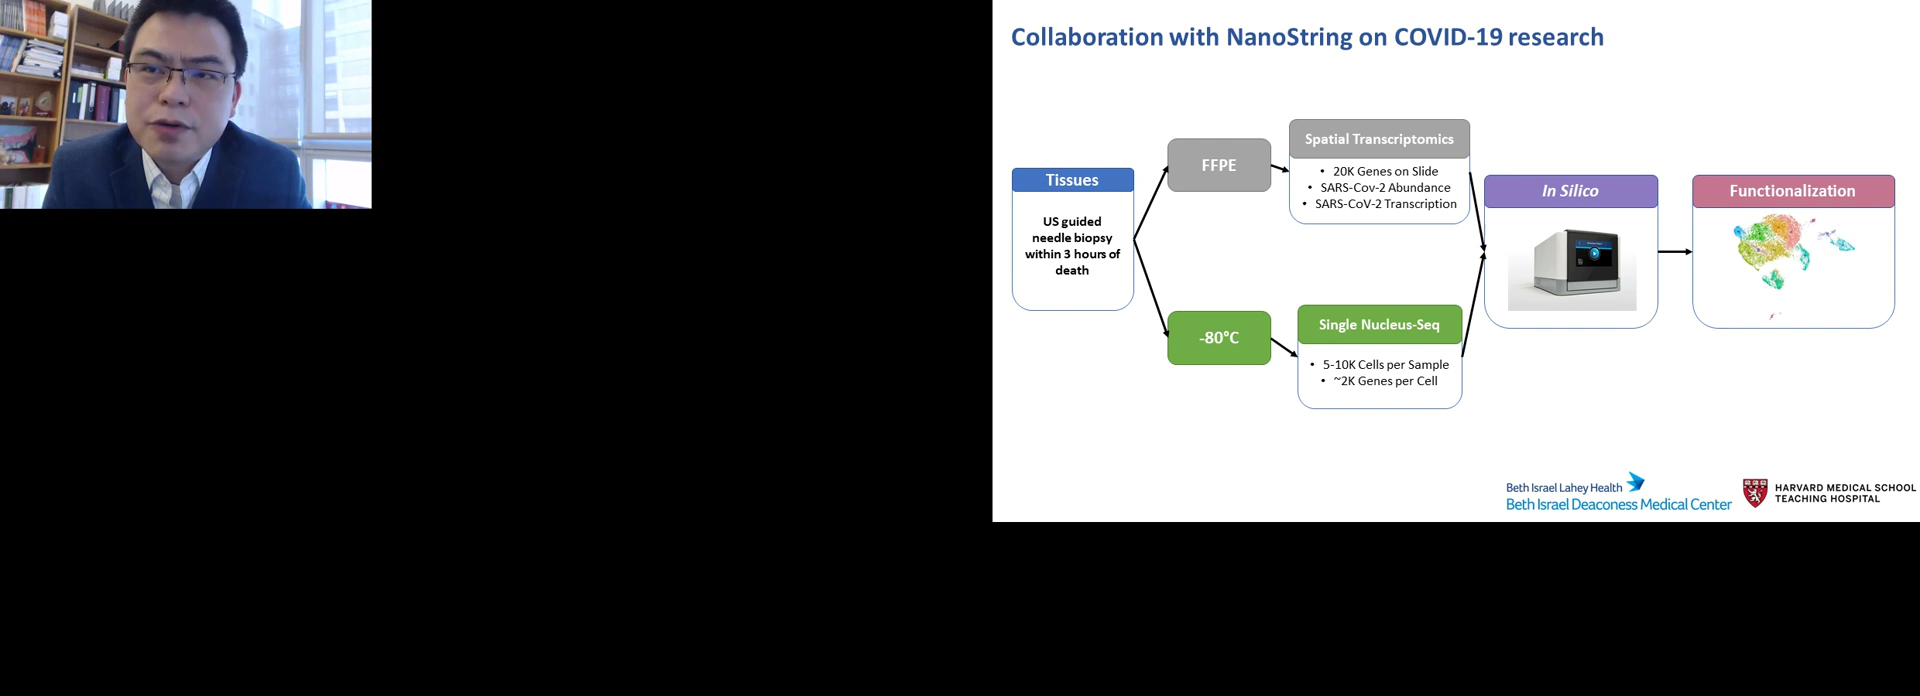 Collaboration with NanoString on COVID-19 research
Tissues
US guided
needle biopsy
within 3 hours of
death
FFPE
Spatial Transcriptomics
• 20K Genes on Slide
• SARS-Cov-2 Abundance
• SARS-CoV-2 Transcription
-80°C
Single Nucleus-Seq
• 5-10K Cells per Sample
• ~2K Genes per Cell
In Silico
Functionalization
Beth Israel Lahey Health
Beth Israel Deaconess Medical Center
HARVARD MEDICAL SCHOOL
TEACHING HOSPITAL